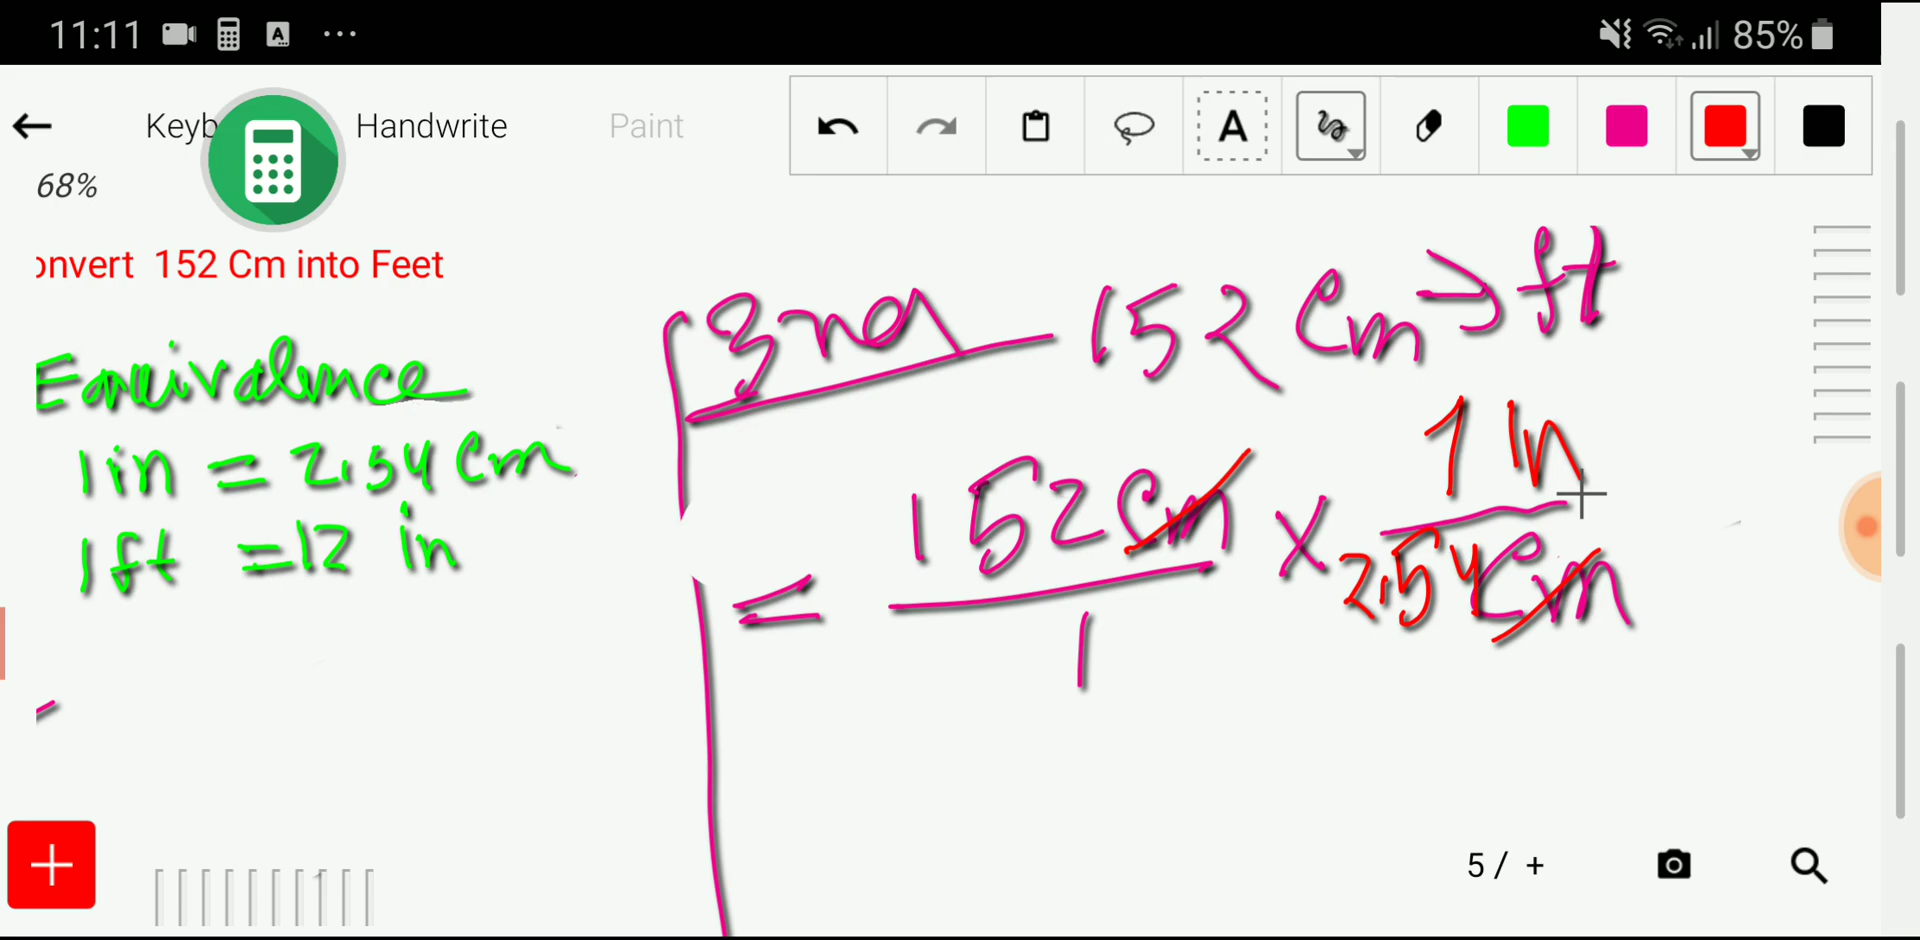 11:11 85%
Keyb Handwrite Paint
A
68%
onvert 152 Cm into Feet
152 Cm → ft
Equivalence
1in = 2.54 Cm
1ft = 12 in
= 152 Cm / 1 × 1 in / 2.54 Cm
5 / +